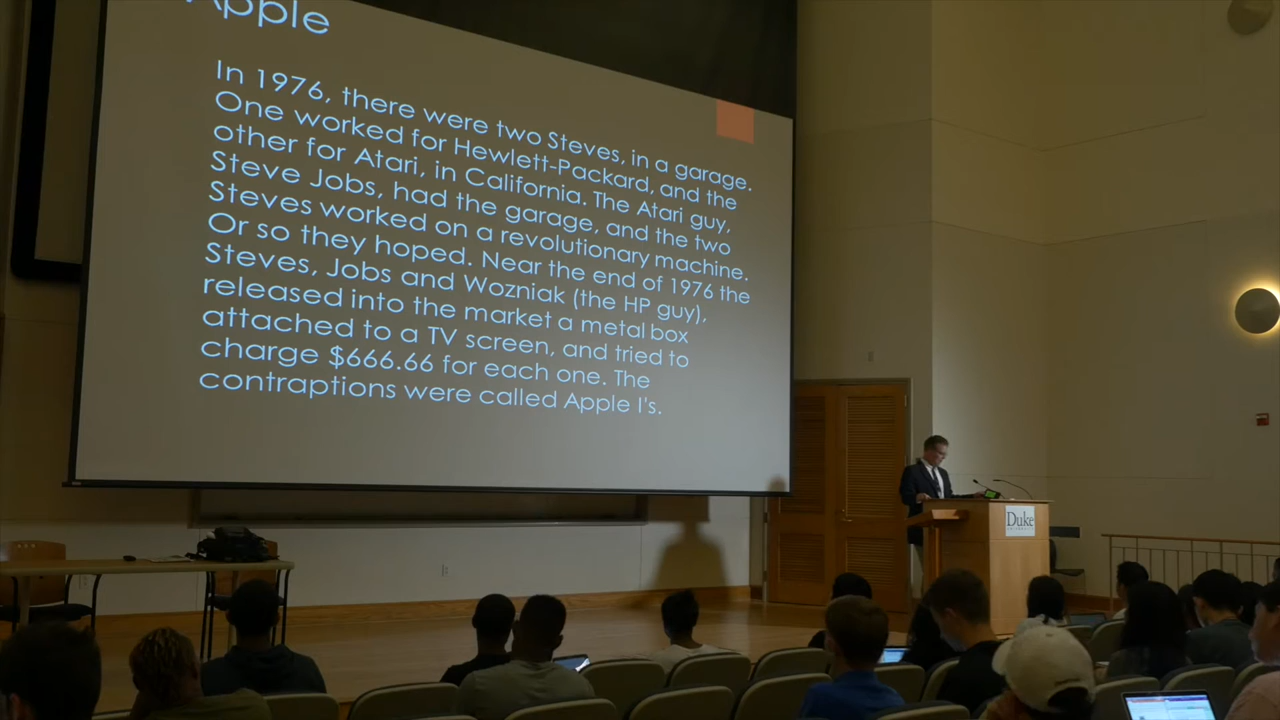 Apple
In 1976, there were two Steves, in a garage.
One worked for Hewlett-Packard, and the
other for Atari, in California. The Atari guy,
Steve Jobs, had the garage, and the two
Steves worked on a revolutionary machine.
Or so they hoped. Near the end of 1976 the
Steves, Jobs and Wozniak (the HP guy),
released into the market a metal box
attached to a TV screen, and tried to
charge $666.66 for each one. The
contraptions were called Apple I's.
Duke
UNIVERSITY